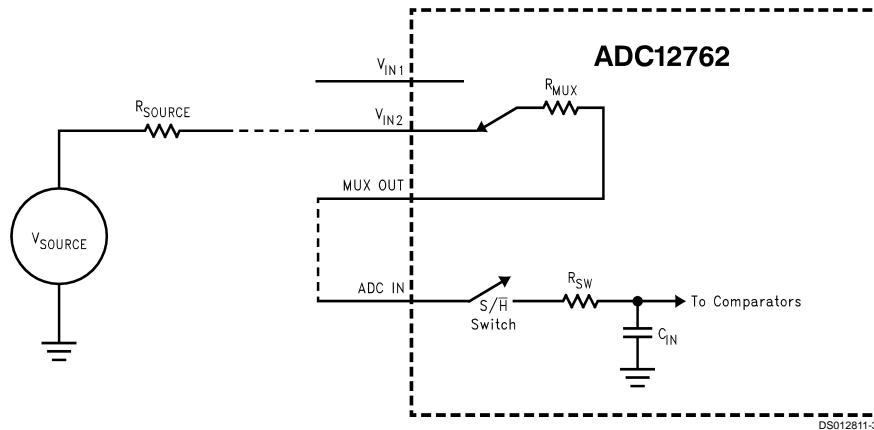 ADC12762
VIN1
RMUX
RSOURCE
VIN2
MUX OUT
VSOURCE
ADC IN
S/H̅
Switch
RSW
To Comparators
CIN